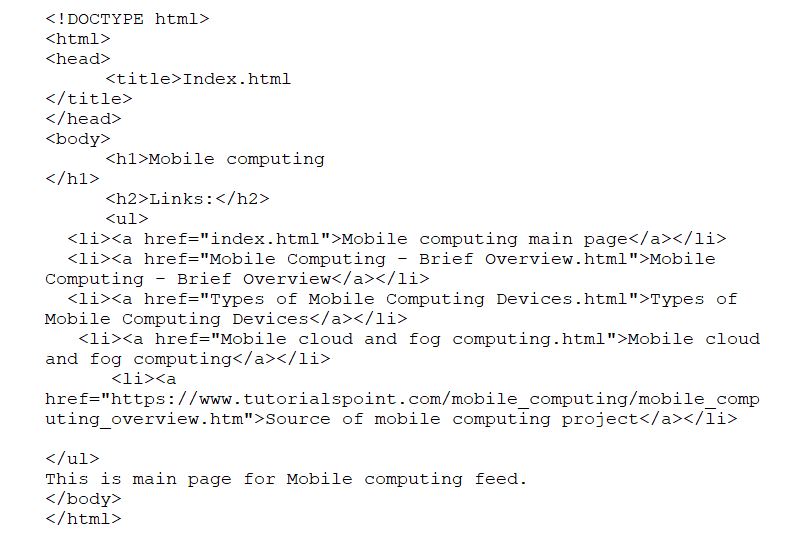 <!DOCTYPE html>
<html>
<head>
<title>Index.html
</title>
</head>
<body>
<h1>Mobile computing
</h1>
<h2>Links:</h2>
<ul>
<li><a href="index.html">Mobile computing main page</a></li>
<li><a href="Mobile Computing - Brief Overview.html">Mobile
Computing - Brief Overview</a></li>
<li><a href="Types of Mobile Computing Devices.html">Types of
Mobile Computing Devices</a></li>
<li><a href="Mobile cloud and fog computing.html">Mobile cloud
and fog computing</a></li>
<li><a
href="https://www.tutorialspoint.com/mobile_computing/mobile_comp
uting_overview.htm">Source of mobile computing project</a></li>
</ul>
This is main page for Mobile computing feed.
</body>
</html>